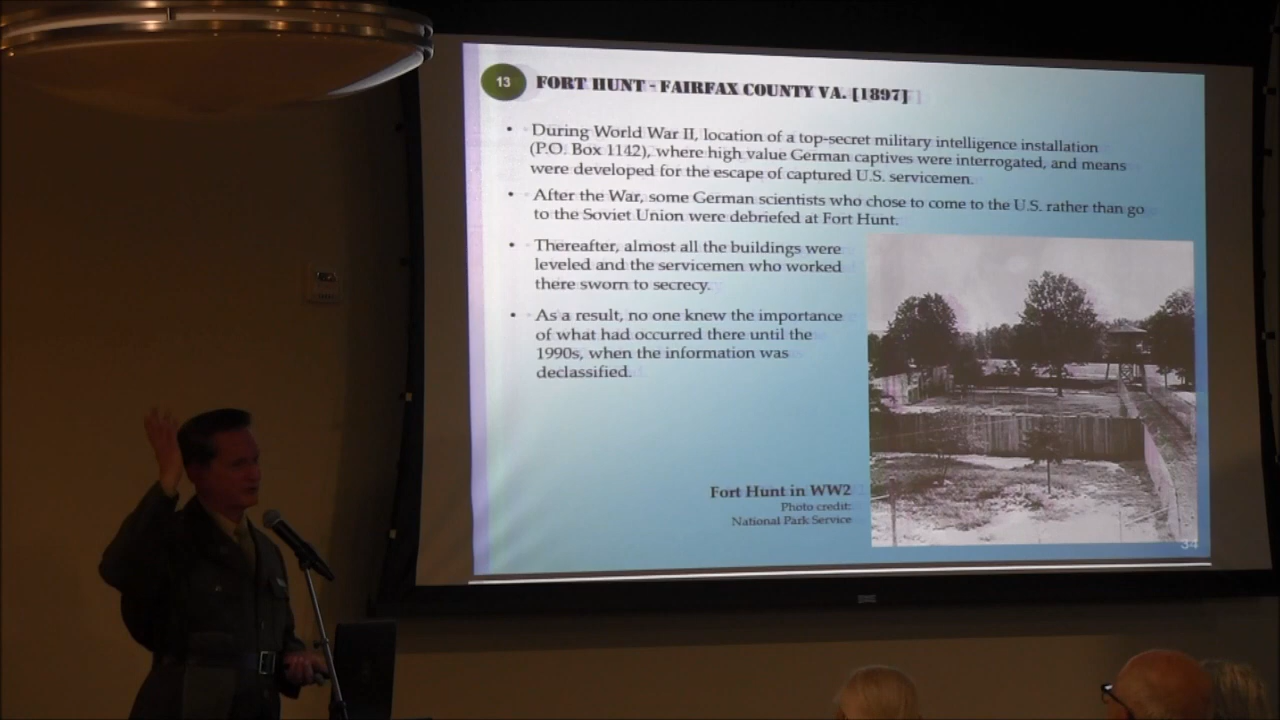 13
FORT HUNT - FAIRFAX COUNTY VA. [1897]
• During World War II, location of a top-secret military intelligence installation
(P.O. Box 1142), where high value German captives were interrogated, and means
were developed for the escape of captured U.S. servicemen.
• After the War, some German scientists who chose to come to the U.S. rather than go
to the Soviet Union were debriefed at Fort Hunt.
• Thereafter, almost all the buildings were
leveled and the servicemen who worked
there sworn to secrecy.
• As a result, no one knew the importance
of what had occurred there until the
1990s, when the information was
declassified.
Fort Hunt in WW2
Photo credit:
National Park Service
34